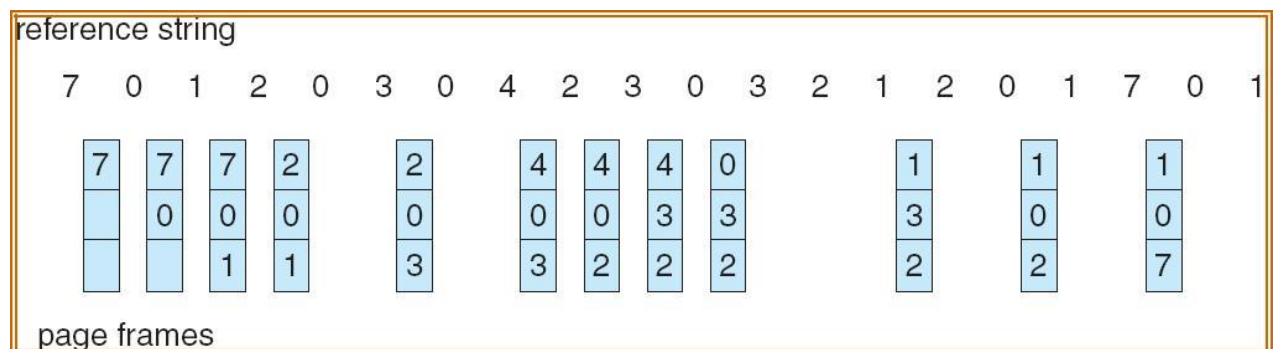 reference string
7 0 1 2 0 3 0 4 2 3 0 3 2 1 2 0 1 7 0 1
7 7 7 2 2 4 4 4 0 1 1 1
0 0 0 0 0 0 3 3 3 0 0
1 1 3 3 2 2 2 2 2 7
page frames